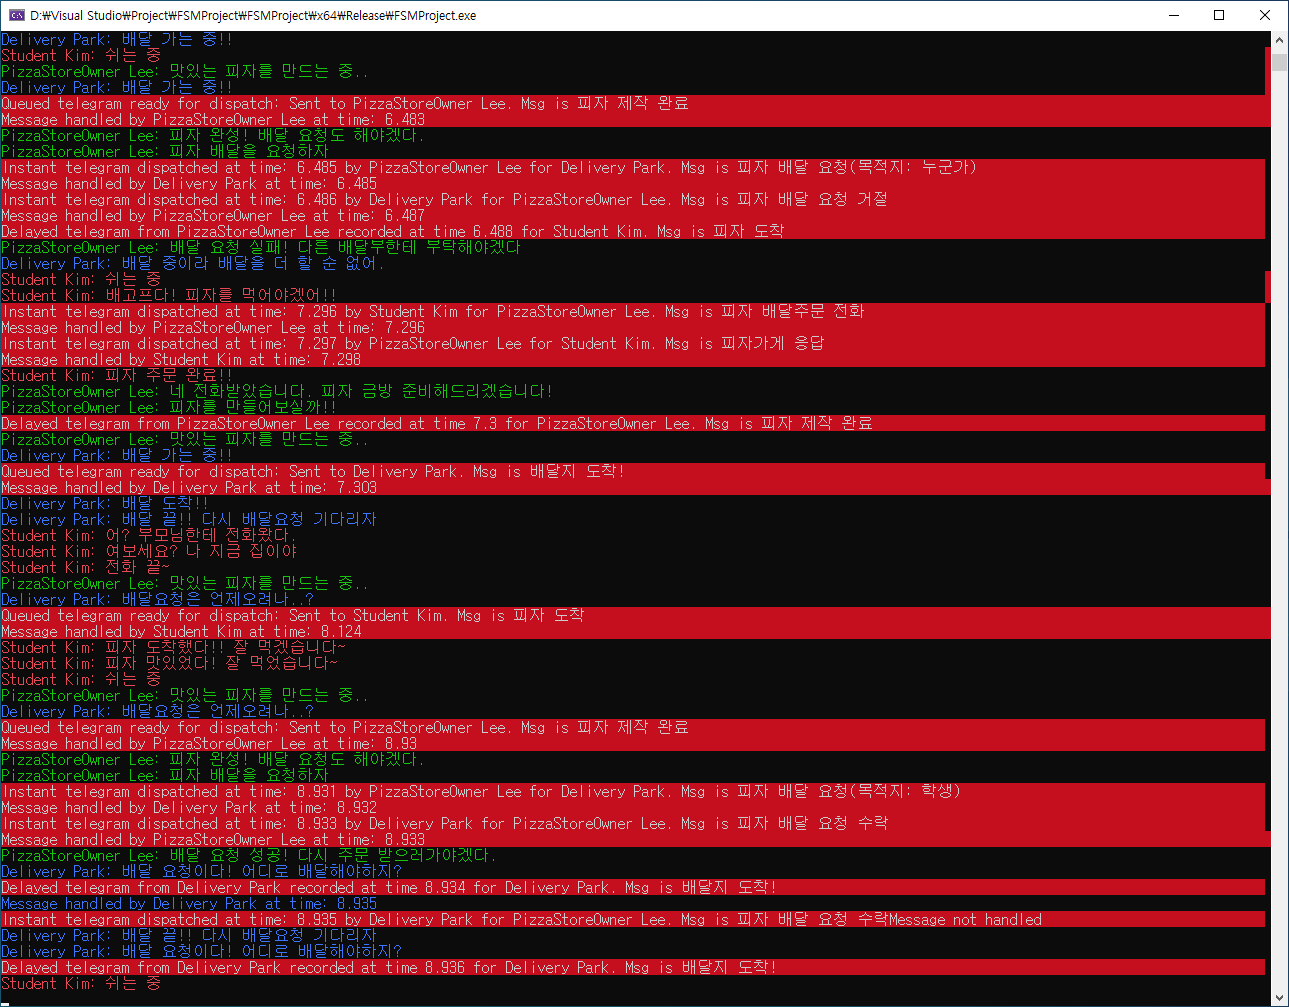 D:₩Visual Studio₩Project₩FSMProject₩FSMProject₩x64₩Release₩FSMProject.exe
Delivery Park: 배달 가는 중!!
Student Kim: 쉬는 중
PizzaStoreOwner Lee: 맛있는 피자를 만드는 중..
Delivery Park: 배달 가는 중!!
Queued telegram ready for dispatch: Sent to PizzaStoreOwner Lee. Msg is 피자 제작 완료
Message handled by PizzaStoreOwner Lee at time: 6.483
PizzaStoreOwner Lee: 피자 완성! 배달 요청도 해야겠다.
PizzaStoreOwner Lee: 피자 배달을 요청하자
Instant telegram dispatched at time: 6.485 by PizzaStoreOwner Lee for Delivery Park. Msg is 피자 배달 요청(목적지: 누군가)
Message handled by Delivery Park at time: 6.485
Instant telegram dispatched at time: 6.486 by Delivery Park for PizzaStoreOwner Lee. Msg is 피자 배달 요청 거절
Message handled by PizzaStoreOwner Lee at time: 6.487
Delayed telegram from PizzaStoreOwner Lee recorded at time 6.488 for Student Kim. Msg is 피자 도착
PizzaStoreOwner Lee: 배달 요청 실패! 다른 배달부한테 부탁해야겠다
Delivery Park: 배달 중이라 배달을 더 할 순 없어.
Student Kim: 쉬는 중
Student Kim: 배고프다! 피자를 먹어야겠어!!
Instant telegram dispatched at time: 7.296 by Student Kim for PizzaStoreOwner Lee. Msg is 피자 배달주문 전화
Message handled by PizzaStoreOwner Lee at time: 7.296
Instant telegram dispatched at time: 7.297 by PizzaStoreOwner Lee for Student Kim. Msg is 피자가게 응답
Message handled by Student Kim at time: 7.298
Student Kim: 피자 주문 완료!!
PizzaStoreOwner Lee: 네 전화받았습니다. 피자 금방 준비해드리겠습니다!
PizzaStoreOwner Lee: 피자를 만들어보실까!!
Delayed telegram from PizzaStoreOwner Lee recorded at time 7.3 for PizzaStoreOwner Lee. Msg is 피자 제작 완료
PizzaStoreOwner Lee: 맛있는 피자를 만드는 중..
Delivery Park: 배달 가는 중!!
Queued telegram ready for dispatch: Sent to Delivery Park. Msg is 배달지 도착!
Message handled by Delivery Park at time: 7.303
Delivery Park: 배달 도착!!
Delivery Park: 배달 끝!! 다시 배달요청 기다리자
Student Kim: 어? 부모님한테 전화왔다.
Student Kim: 여보세요? 나 지금 집이야
Student Kim: 전화 끝~
PizzaStoreOwner Lee: 맛있는 피자를 만드는 중..
Delivery Park: 배달요청은 언제오려나..?
Queued telegram ready for dispatch: Sent to Student Kim. Msg is 피자 도착
Message handled by Student Kim at time: 8.124
Student Kim: 피자 도착했다!! 잘 먹겠습니다~
Student Kim: 피자 맛있었다! 잘 먹었습니다~
Student Kim: 쉬는 중
PizzaStoreOwner Lee: 맛있는 피자를 만드는 중..
Delivery Park: 배달요청은 언제오려나..?
Queued telegram ready for dispatch: Sent to PizzaStoreOwner Lee. Msg is 피자 제작 완료
Message handled by PizzaStoreOwner Lee at time: 8.93
PizzaStoreOwner Lee: 피자 완성! 배달 요청도 해야겠다.
PizzaStoreOwner Lee: 피자 배달을 요청하자
Instant telegram dispatched at time: 8.931 by PizzaStoreOwner Lee for Delivery Park. Msg is 피자 배달 요청(목적지: 학생)
Message handled by Delivery Park at time: 8.932
Instant telegram dispatched at time: 8.933 by Delivery Park for PizzaStoreOwner Lee. Msg is 피자 배달 요청 수락
Message handled by PizzaStoreOwner Lee at time: 8.933
PizzaStoreOwner Lee: 배달 요청 성공! 다시 주문 받으러가야겠다.
Delivery Park: 배달 요청이다! 어디로 배달해야하지?
Delayed telegram from Delivery Park recorded at time 8.934 for Delivery Park. Msg is 배달지 도착!
Message handled by Delivery Park at time: 8.935
Instant telegram dispatched at time: 8.935 by Delivery Park for PizzaStoreOwner Lee. Msg is 피자 배달 요청 수락Message not handled
Delivery Park: 배달 끝!! 다시 배달요청 기다리자
Delivery Park: 배달 요청이다! 어디로 배달해야하지?
Delayed telegram from Delivery Park recorded at time 8.936 for Delivery Park. Msg is 배달지 도착!
Student Kim: 쉬는 중